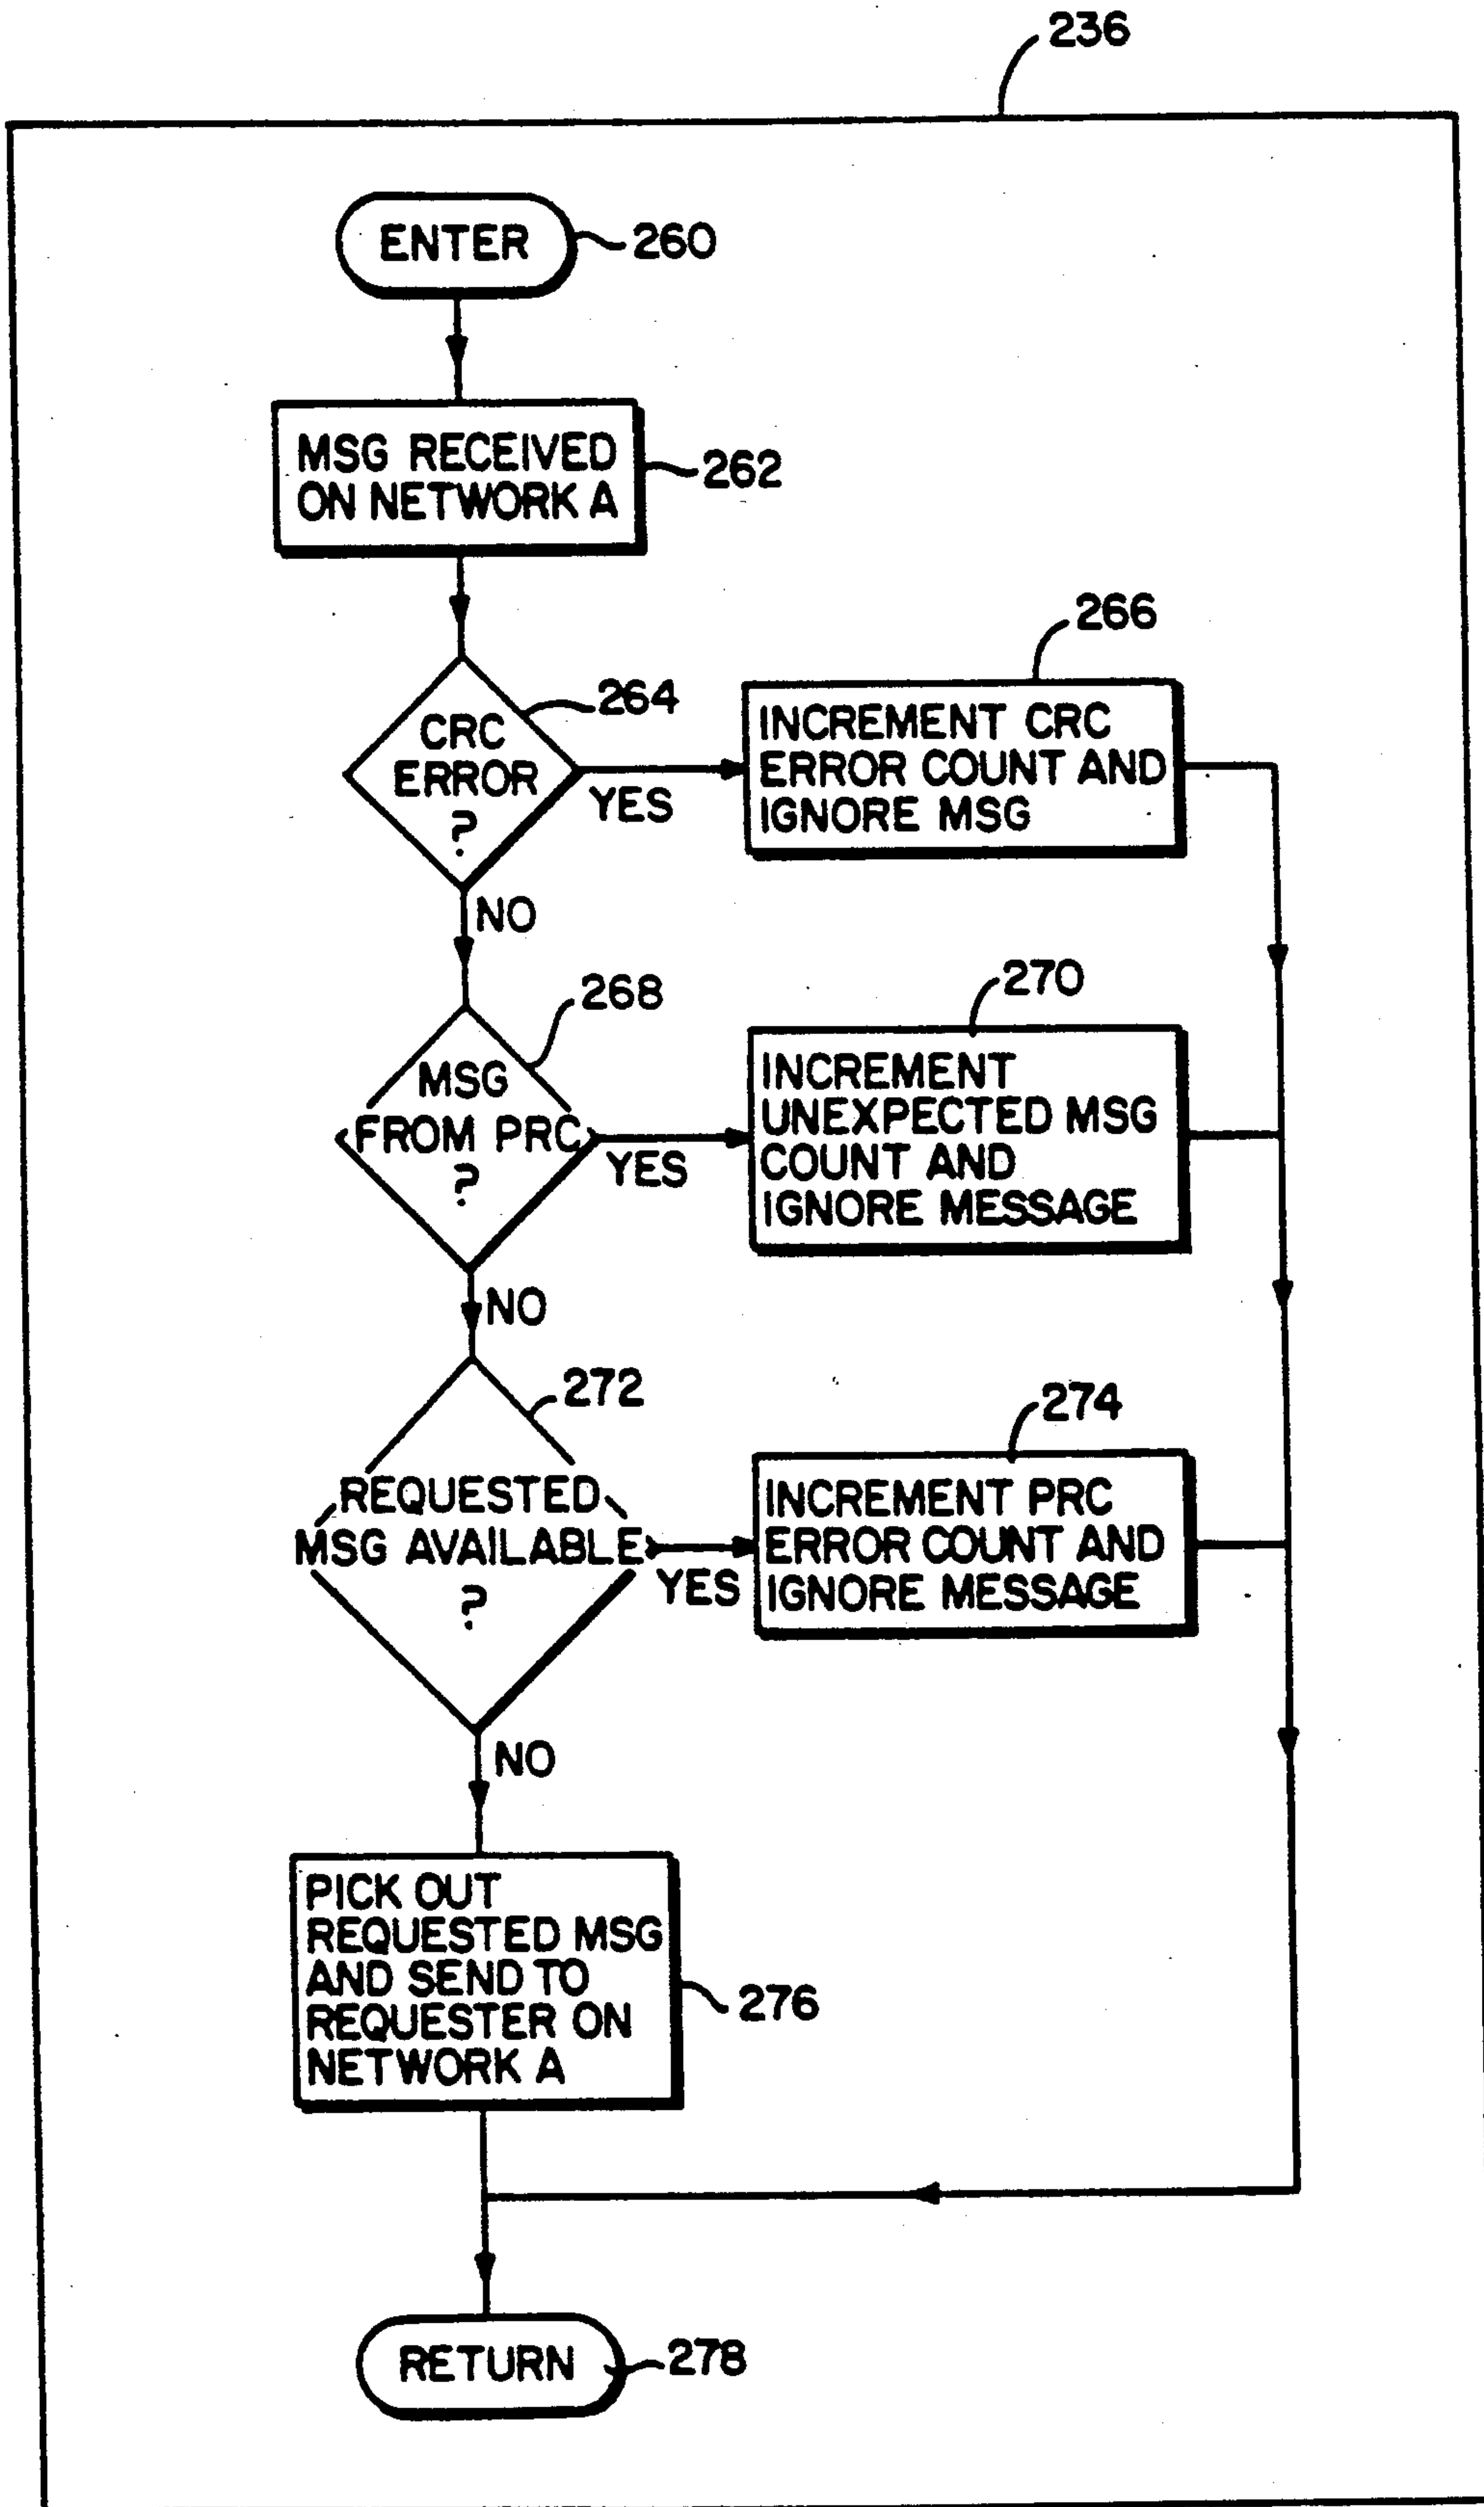 236
ENTER
260
MSG RECEIVED
ON NETWORK A
262
CRC
ERROR
?
264
YES
266
INCREMENT CRC
ERROR COUNT AND
IGNORE MSG
NO
MSG
FROM PRC
?
268
YES
270
INCREMENT
UNEXPECTED MSG
COUNT AND
IGNORE MESSAGE
NO
272
REQUESTED
MSG AVAILABLE
?
YES
274
INCREMENT PRC
ERROR COUNT AND
IGNORE MESSAGE
NO
PICK OUT
REQUESTED MSG
AND SEND TO
REQUESTER ON
NETWORK A
276
RETURN
278